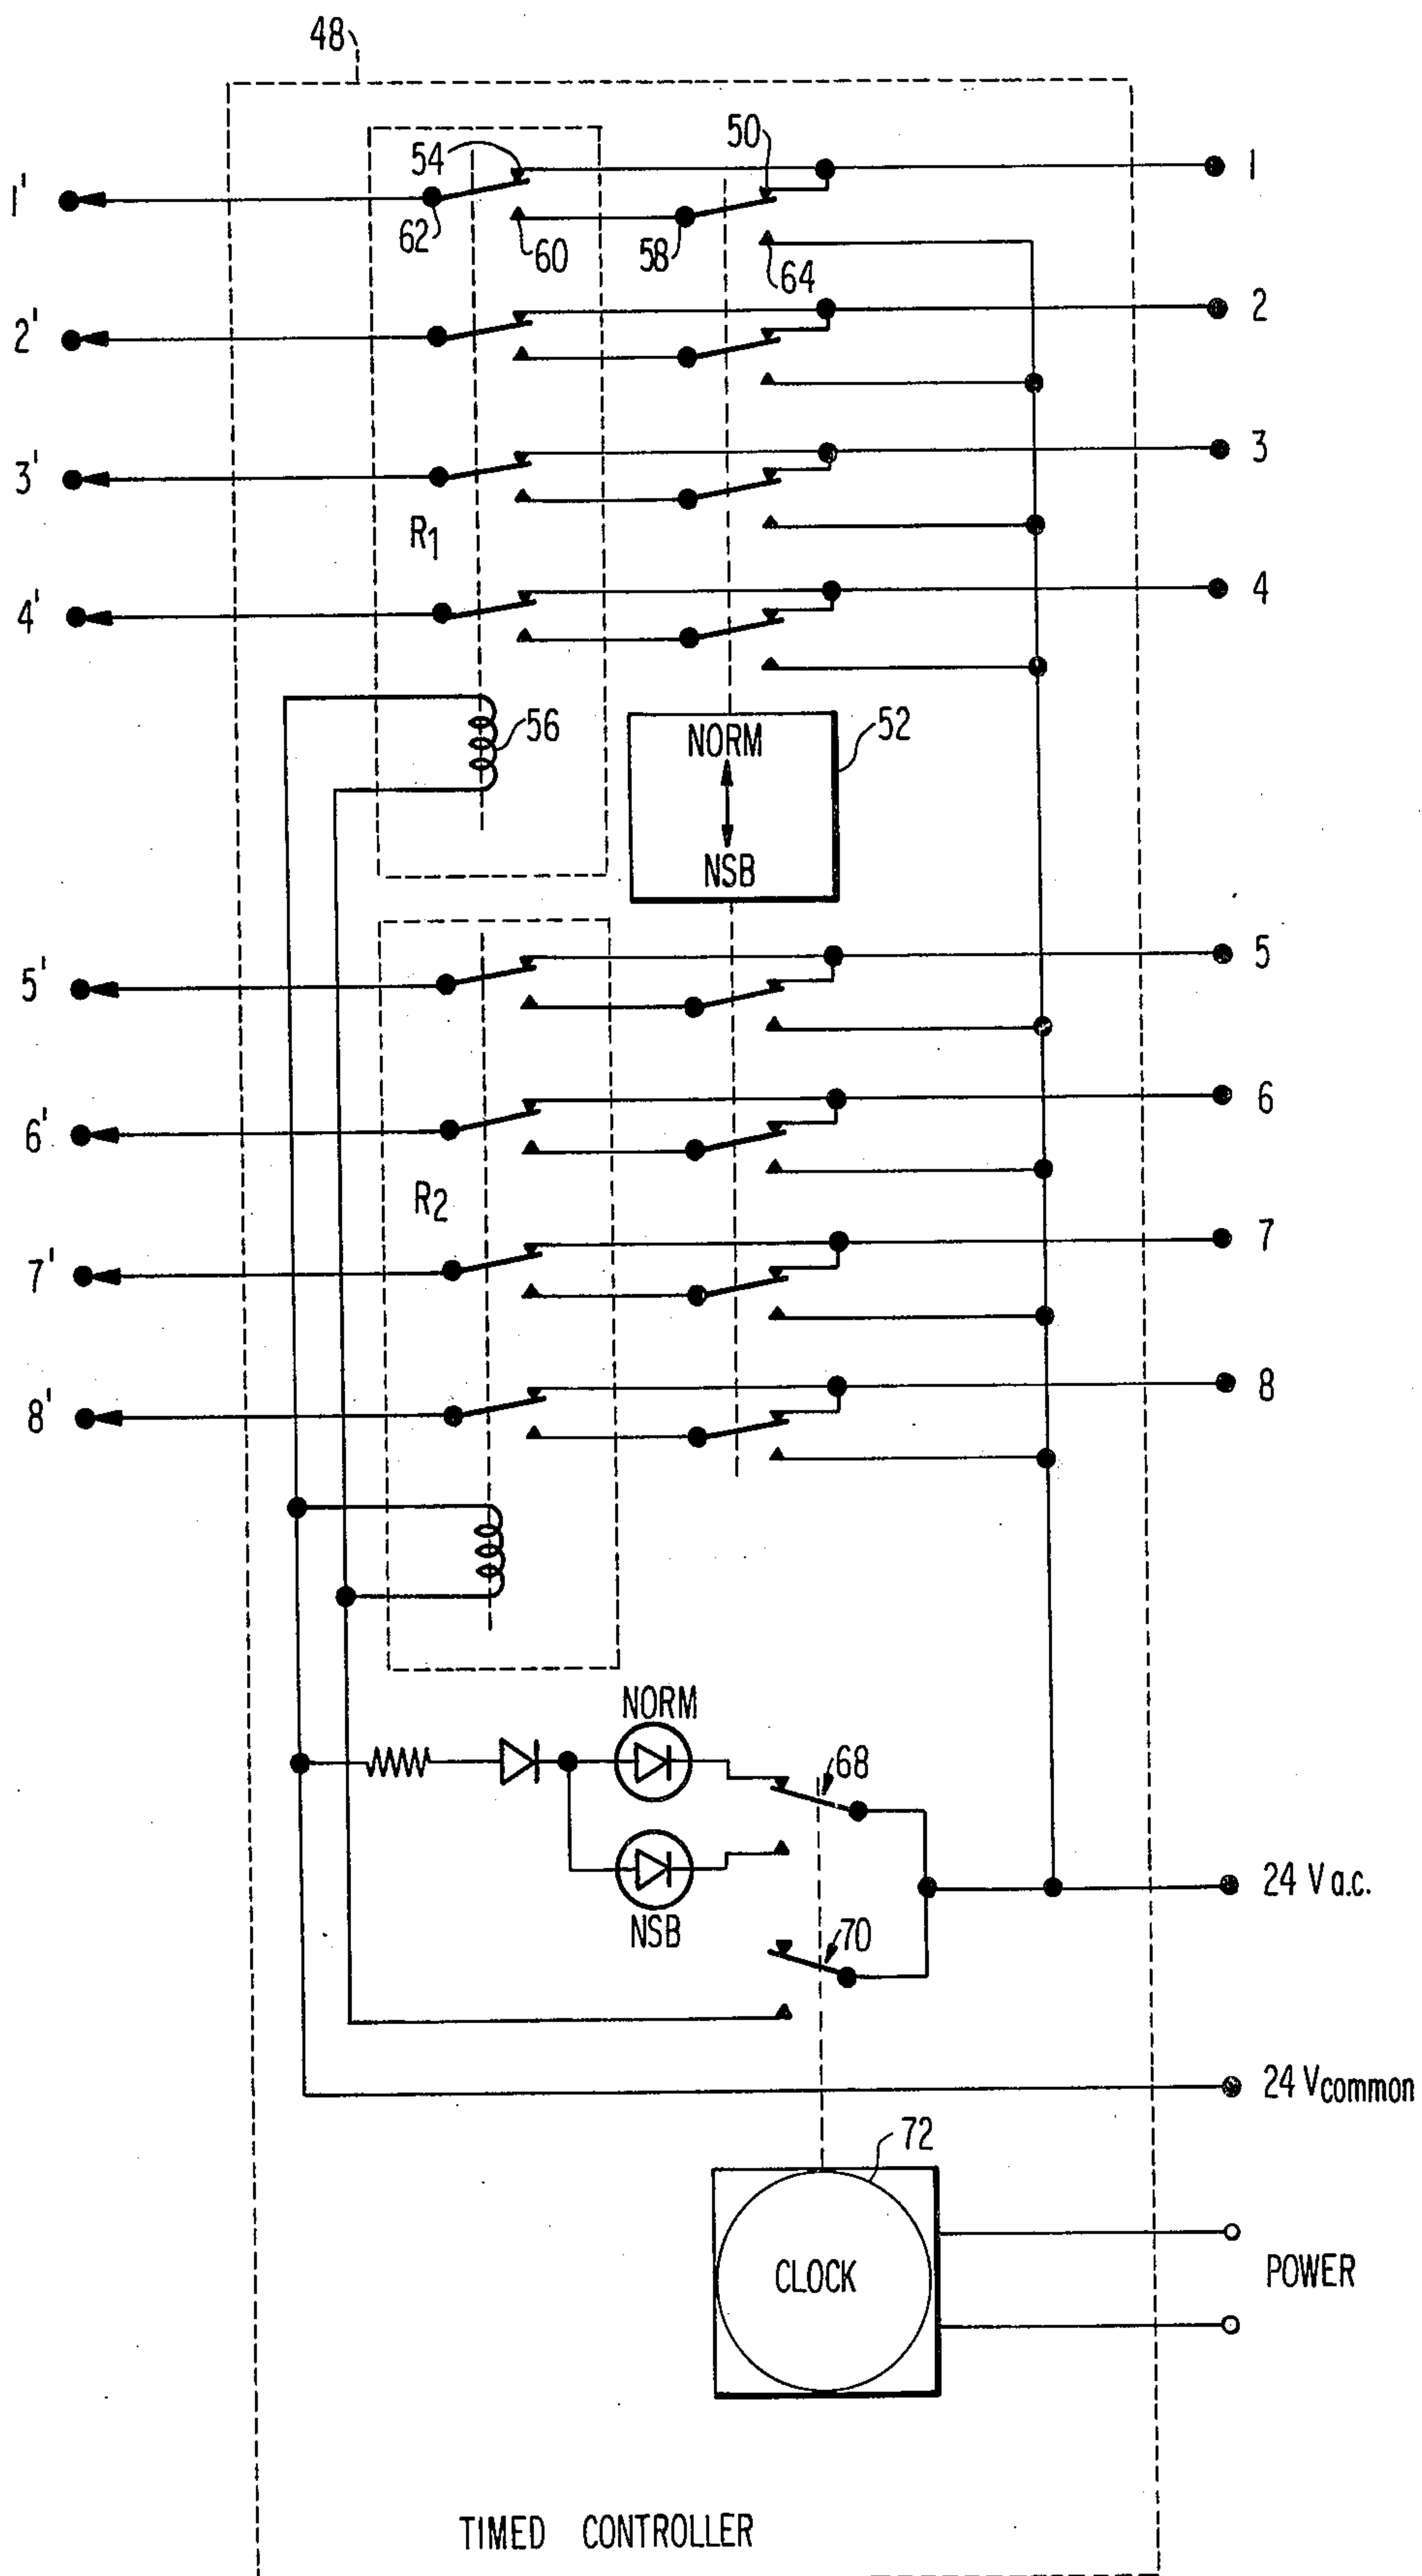 48
50
54
1' 1
62 60 58 64
2' 2
3' 3
R1
4' 4
56
NORM
52
NSB
5' 5
6' 6
R2
7' 7
8' 8
NORM
68
24 V a.c.
NSB
70
24 Vcommon
72
CLOCK
POWER
TIMED CONTROLLER